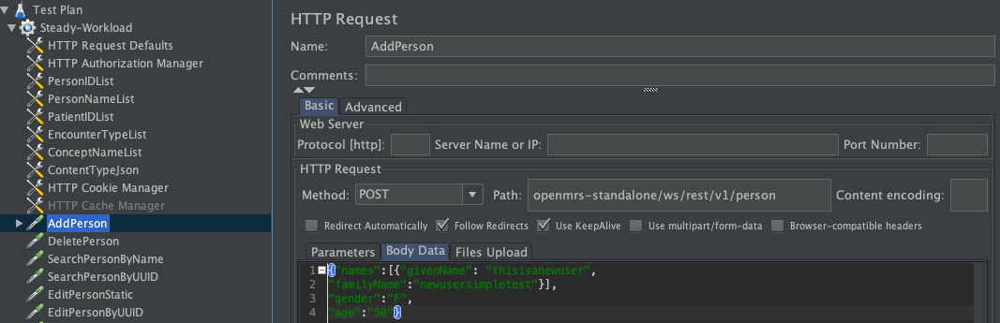 Test Plan
Steady-Workload
HTTP Request Defaults
HTTP Authorization Manager
PersonIDList
PersonNameList
PatientIDList
EncounterTypeList
ConceptNameList
ContentTypeJson
HTTP Cookie Manager
HTTP Cache Manager
AddPerson
DeletePerson
SearchPersonByName
SearchPersonByUUID
EditPersonStatic
EditPersonByUUID
HTTP Request
Name: AddPerson
Comments:
Basic Advanced
Web Server
Protocol [http]: Server Name or IP: Port Number:
HTTP Request
Method: POST Path: openmrs-standalone/ws/rest/v1/person Content encoding:
Redirect Automatically Follow Redirects Use KeepAlive Use multipart/form-data Browser-compatible headers
Parameters Body Data Files Upload
1 {"names":[{"givenName": "thisisanewuser",
2 "familyName":"newusersimpletest"}],
3 "gender":"F",
4 "age":"50"}